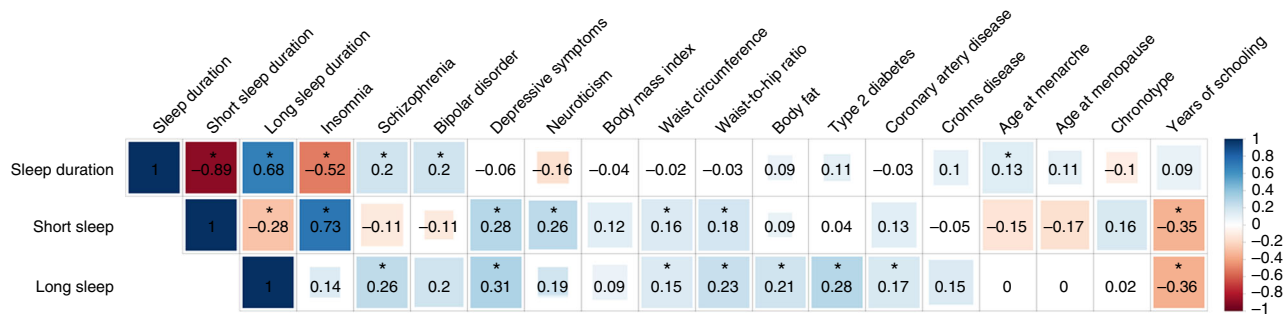 Sleep duration
Short sleep duration
Long sleep duration
Insomnia
Schizophrenia
Bipolar disorder
Depressive symptoms
Neuroticism
Body mass index
Waist circumference
Waist-to-hip ratio
Body fat
Type 2 diabetes
Coronary artery disease
Crohns disease
Age at menarche
Age at menopause
Chronotype
Years of schooling
Sleep duration 1 * −0.89 * 0.68 * −0.52 * 0.2 * 0.2 −0.06 −0.16 −0.04 −0.02 −0.03 0.09 0.11 −0.03 0.1 * 0.13 0.11 −0.1 0.09
Short sleep 1 * −0.28 * 0.73 −0.11 −0.11 * 0.28 * 0.26 0.12 * 0.16 * 0.18 0.09 0.04 0.13 −0.05 −0.15 −0.17 0.16 * −0.35
Long sleep 1 0.14 * 0.26 0.2 * 0.31 0.19 0.09 * 0.15 * 0.23 * 0.21 * 0.28 * 0.17 0.15 0 0 0.02 * −0.36
1
0.8
0.6
0.4
0.2
0
−0.2
−0.4
−0.6
−0.8
−1